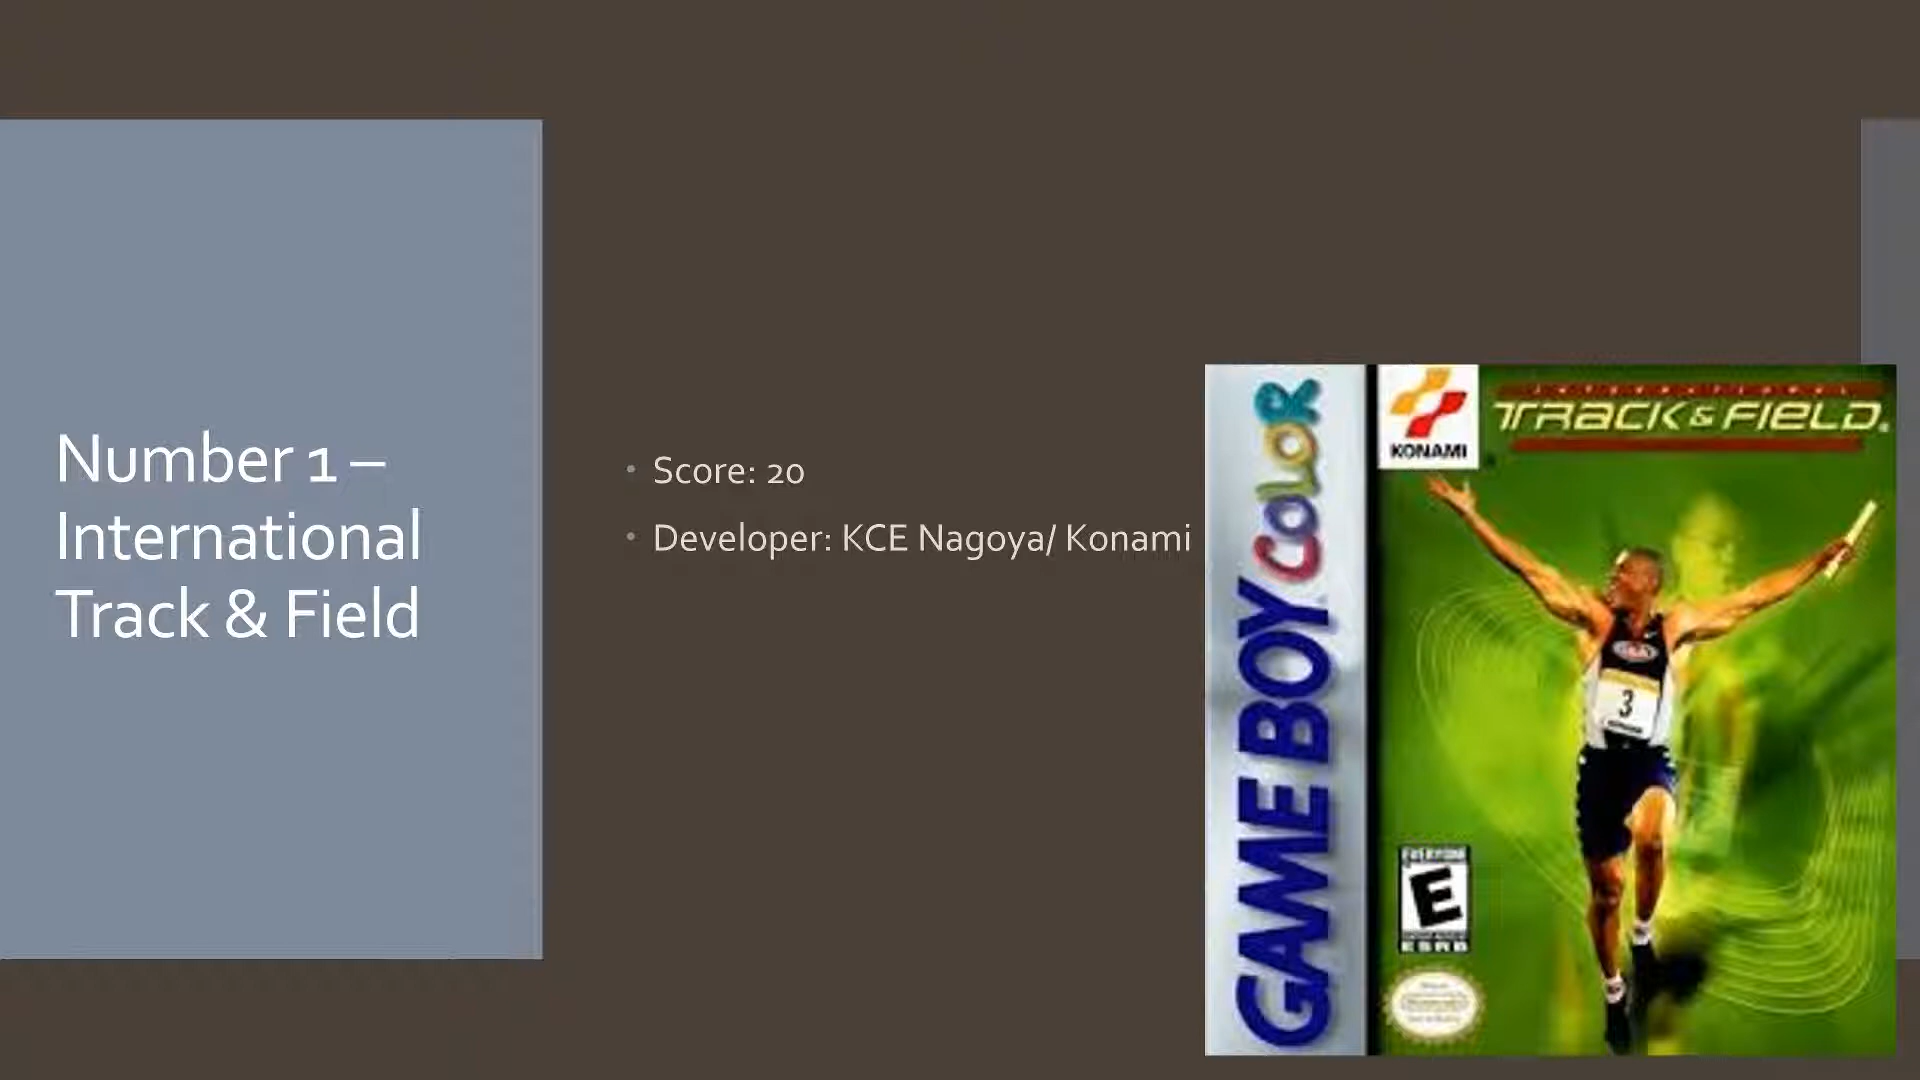 Number 1 –
International
Track & Field
• Score: 20
• Developer: KCE Nagoya/ Konami
GAME BOY COLOR
KONAMI
INTERNATIONAL
TRACK & FIELD®
3
EVERYONE
E
ESRB